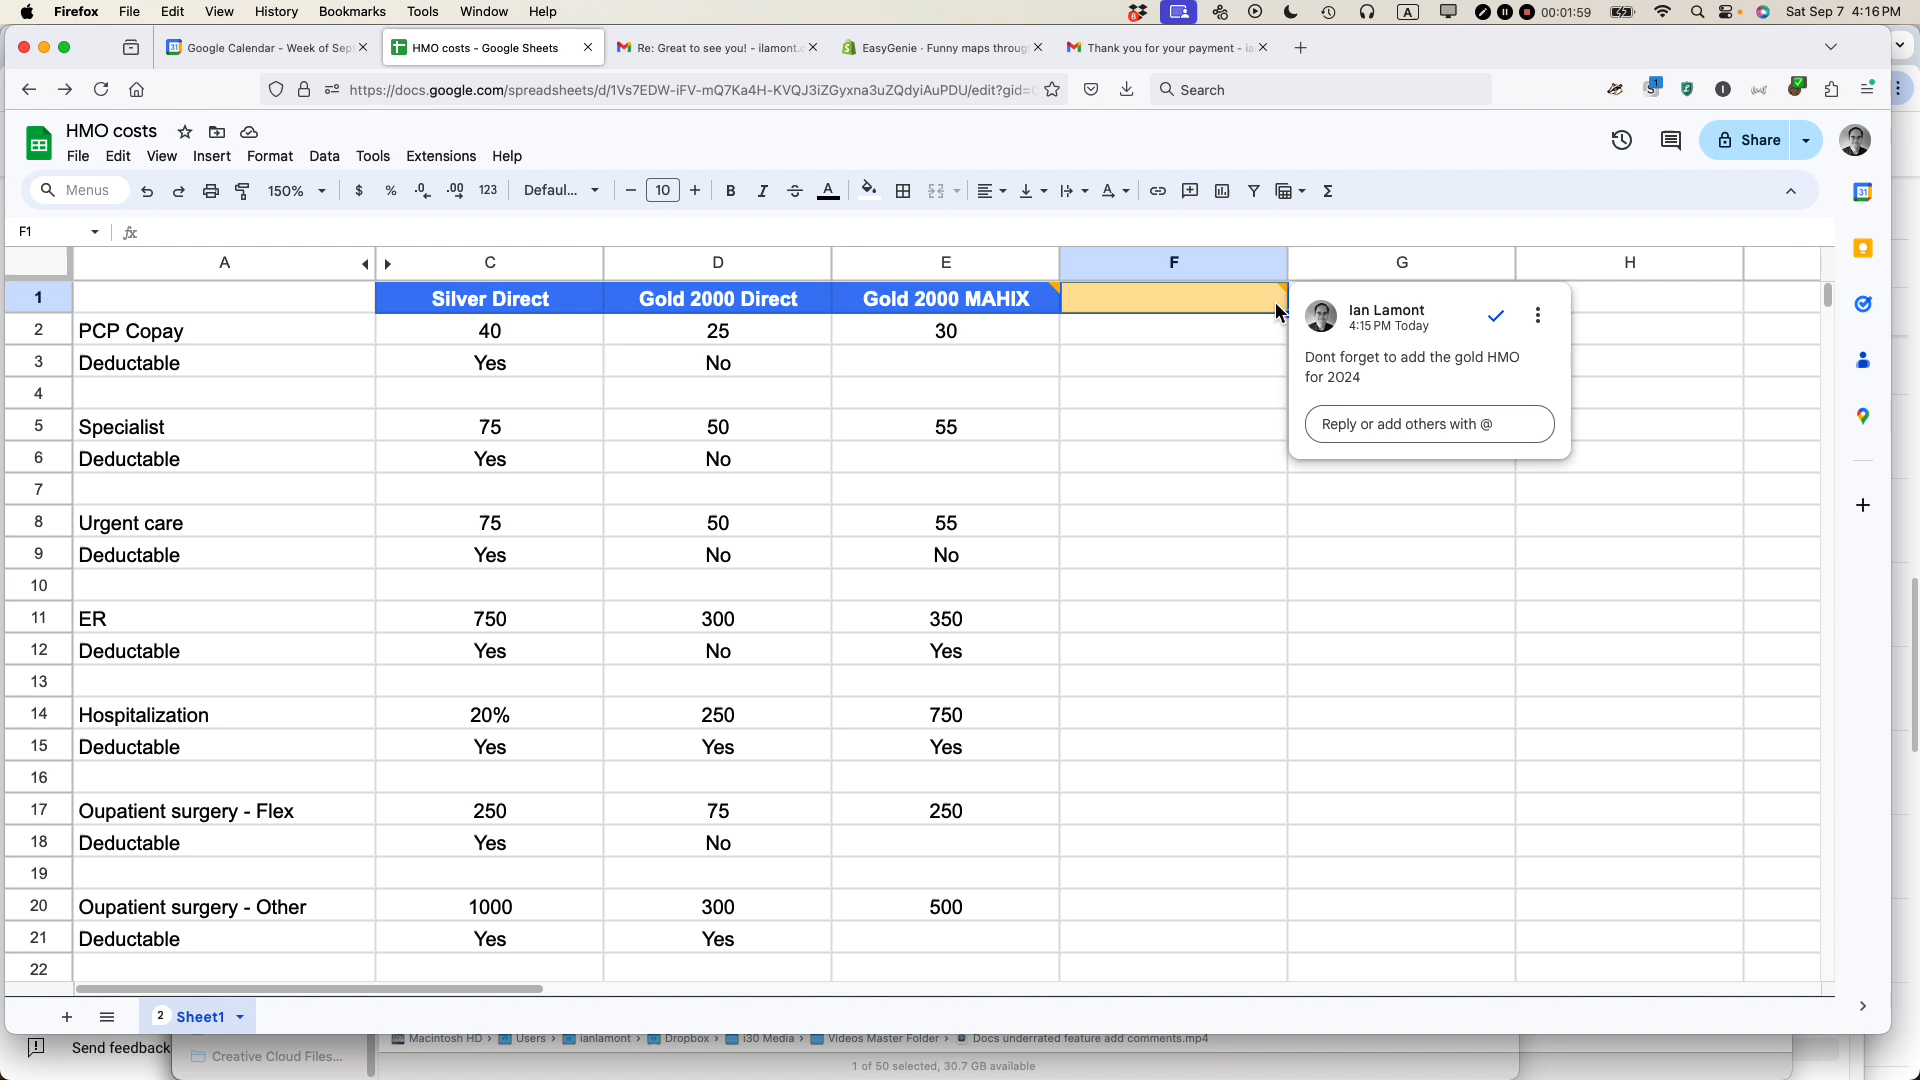 Firefox File Edit View History Bookmarks Tools Window Help 8 A 00:01:59 Sat Sep 7 4:16 PM
Google Calendar - Week of Sept HMO costs - Google Sheets Re: Great to see you! - ilamont. EasyGenie · Funny maps throug Thank you for your payment - ia
https://docs.google.com/spreadsheets/d/1Vs7EDW-iFV-mQ7Ka4H-KVQJ3iZGyxna3uZQdyiAuPDU/edit?gid= Search 1
HMO costs Share
File Edit View Insert Format Data Tools Extensions Help
Menus 150% $ % .0 .00 123 Defaul... 10 B I S A Σ 31
F1 fx
A C D E F G H
1 Silver Direct Gold 2000 Direct Gold 2000 MAHIX
2 PCP Copay 40 25 30
3 Deductable Yes No
4
5 Specialist 75 50 55
6 Deductable Yes No
7
8 Urgent care 75 50 55
9 Deductable Yes No No
10
11 ER 750 300 350
12 Deductable Yes No Yes
13
14 Hospitalization 20% 250 750
15 Deductable Yes Yes Yes
16
17 Oupatient surgery - Flex 250 75 250
18 Deductable Yes No
19
20 Oupatient surgery - Other 1000 300 500
21 Deductable Yes Yes
22
Ian Lamont
4:15 PM Today
Dont forget to add the gold HMO
for 2024
Reply or add others with @
2 Sheet1
Send feedback
Creative Cloud Files...
Macintosh HD › Users › ianlamont › Dropbox › i30 Media › Videos Master Folder › Docs underrated feature add comments.mp4
1 of 50 selected, 30.7 GB available